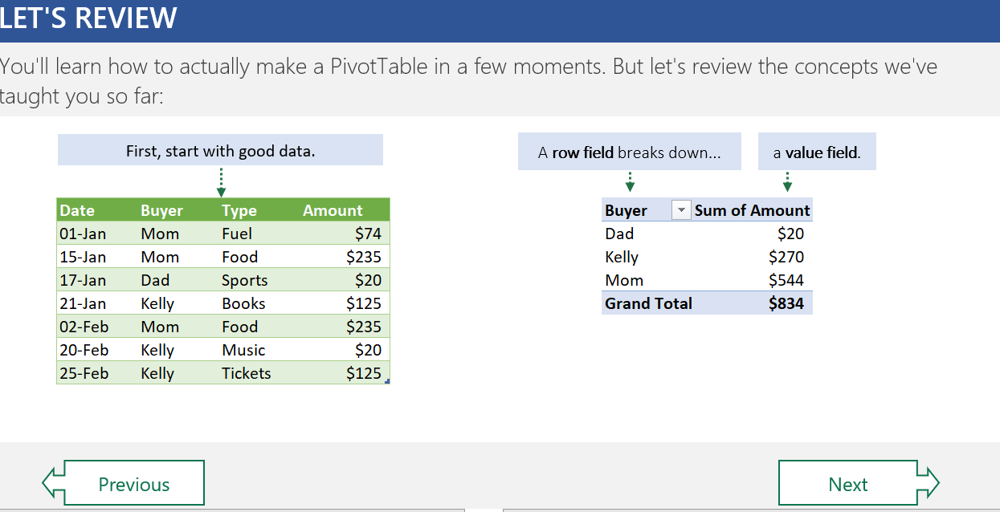 LET'S REVIEW
You'll learn how to actually make a PivotTable in a few moments. But let's review the concepts we've
taught you so far:
First, start with good data.
A row field breaks down...
a value field.
Date Buyer Type Amount
01-Jan Mom Fuel $74
15-Jan Mom Food $235
17-Jan Dad Sports $20
21-Jan Kelly Books $125
02-Feb Mom Food $235
20-Feb Kelly Music $20
25-Feb Kelly Tickets $125
Buyer Sum of Amount
Dad $20
Kelly $270
Mom $544
Grand Total $834
Previous
Next